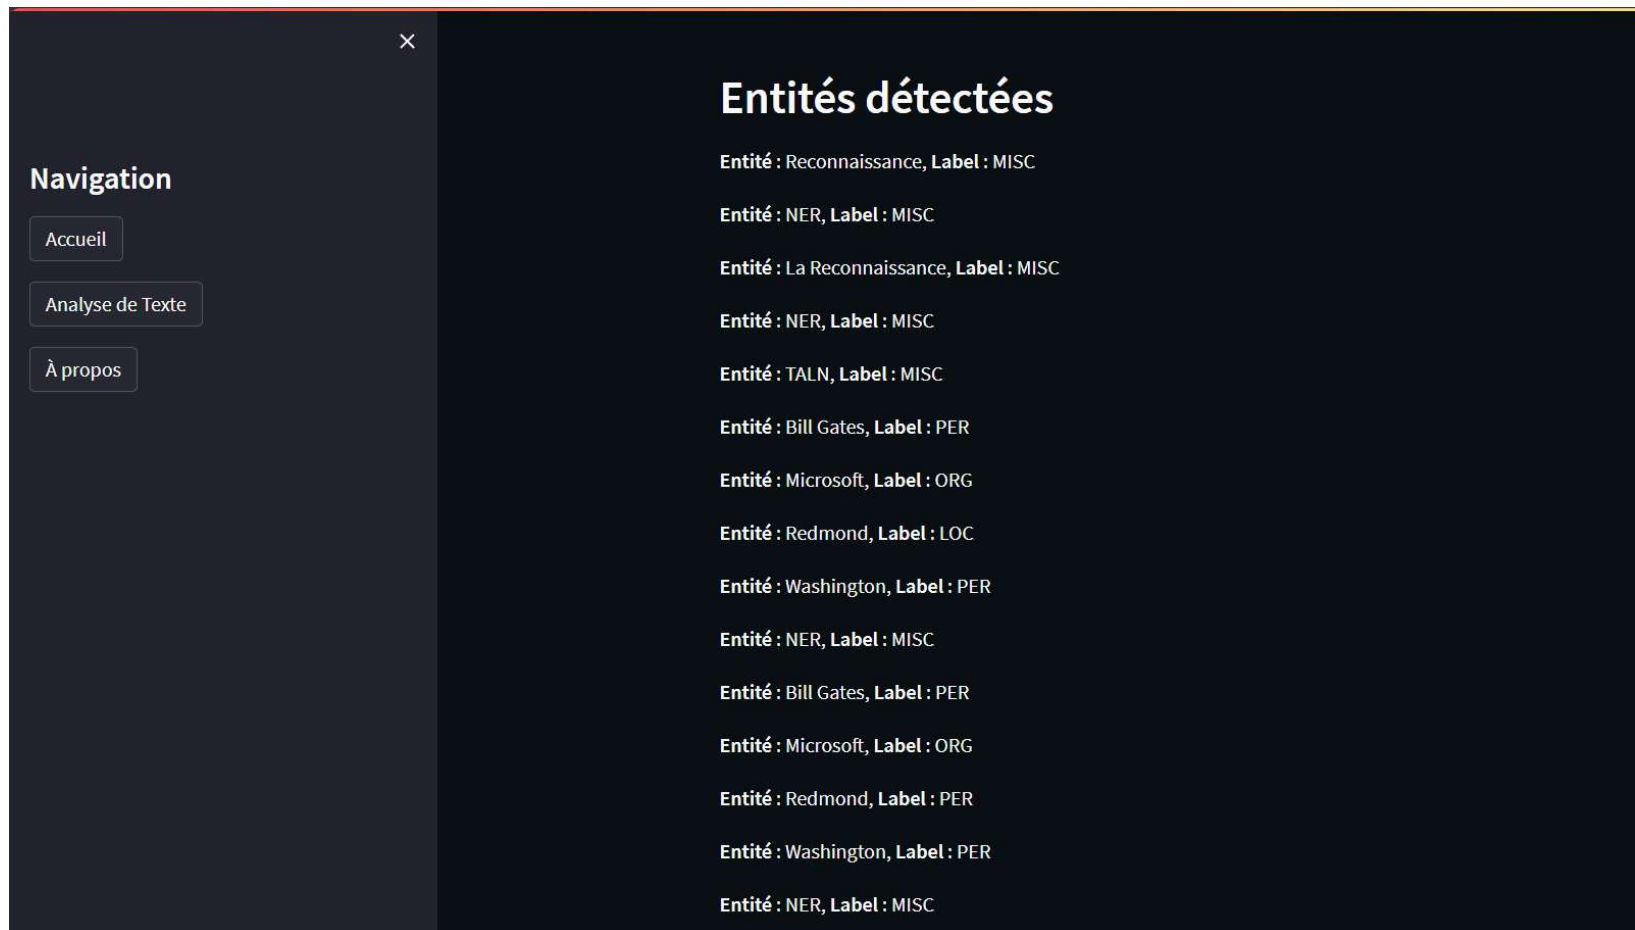 Navigation
Accueil
Analyse de Texte
À propos
Entités détectées
Entité : Reconnaissance, Label : MISC
Entité : NER, Label : MISC
Entité : La Reconnaissance, Label : MISC
Entité : NER, Label : MISC
Entité : TALN, Label : MISC
Entité : Bill Gates, Label : PER
Entité : Microsoft, Label : ORG
Entité : Redmond, Label : LOC
Entité : Washington, Label : PER
Entité : NER, Label : MISC
Entité : Bill Gates, Label : PER
Entité : Microsoft, Label : ORG
Entité : Redmond, Label : PER
Entité : Washington, Label : PER
Entité : NER, Label : MISC